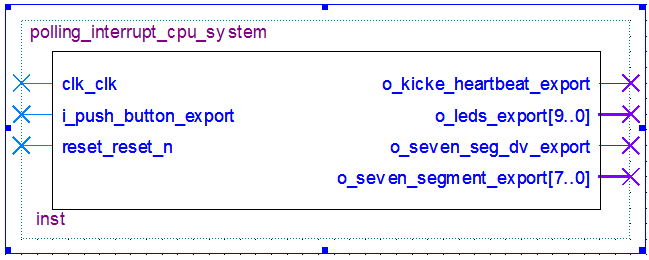 polling_interrupt_cpu_system
clk_clk o_kicke_heartbeat_export
i_push_button_export o_leds_export[9..0]
reset_reset_n o_seven_seg_dv_export
o_seven_segment_export[7..0]
inst